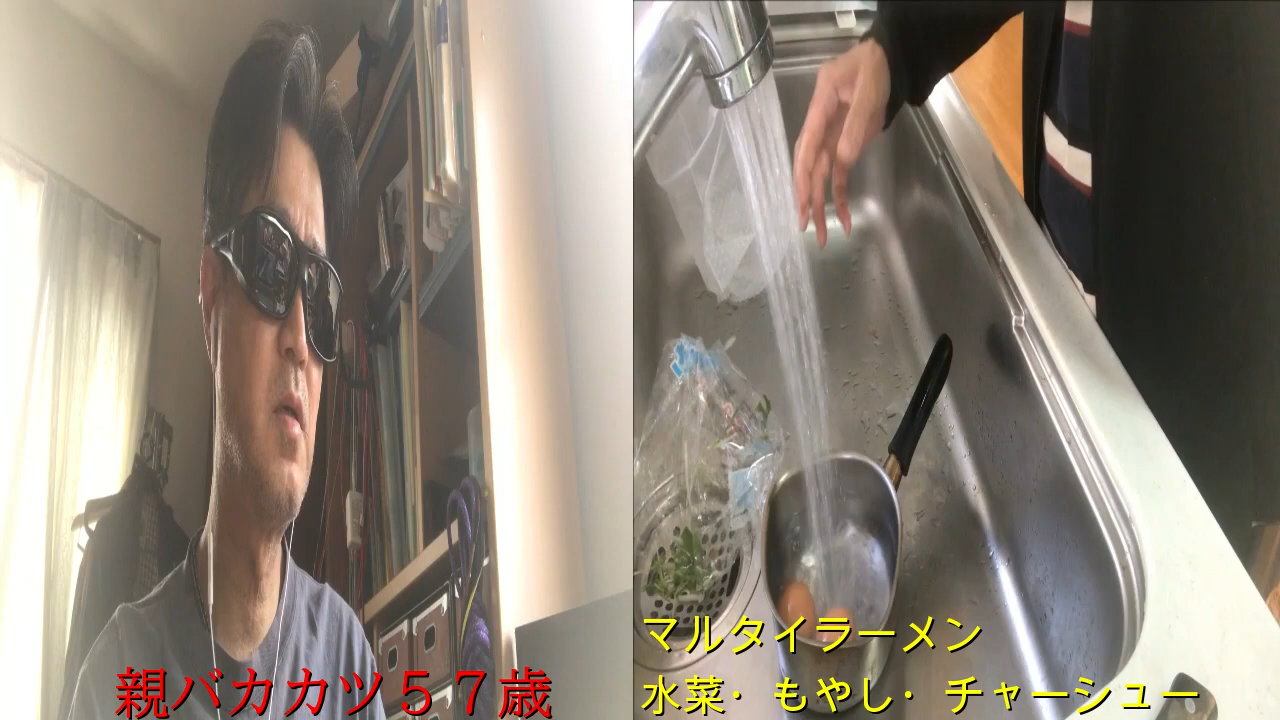 親バカカツ５７歳
マルタイラーメン
水菜・もやし・チャーシュー